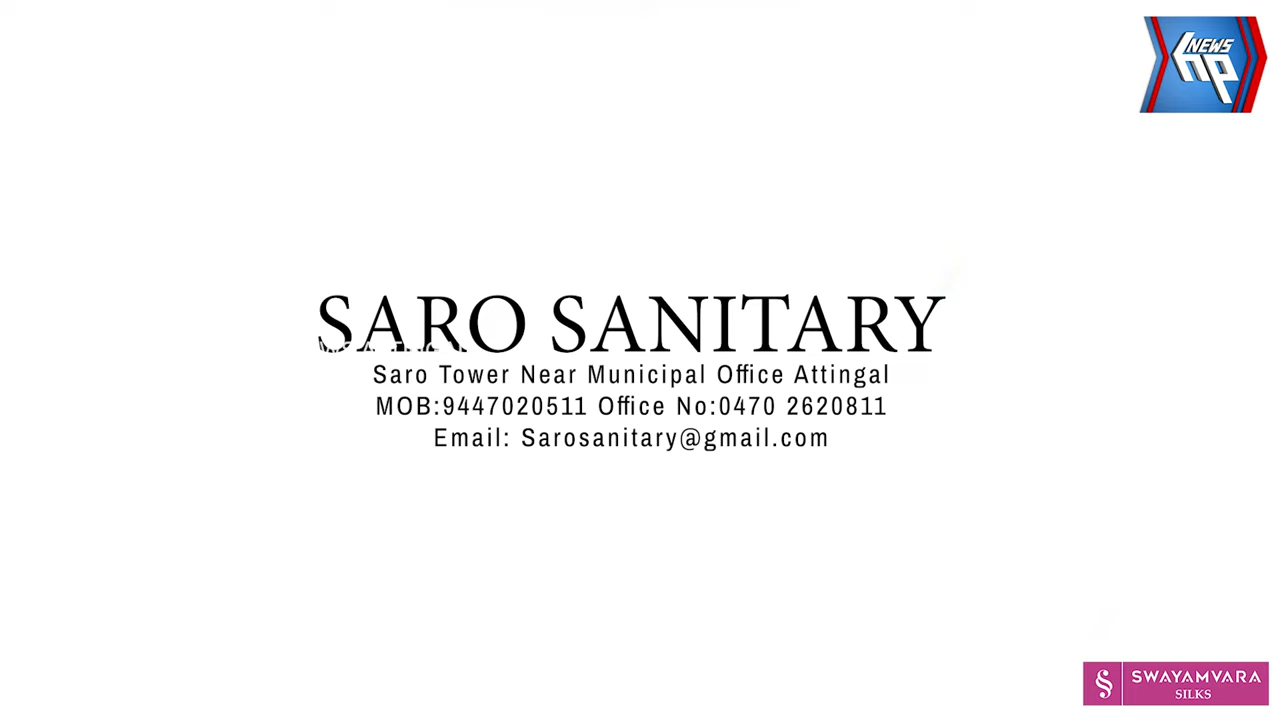 NEWS
np
SARO SANITARY
Saro Tower Near Municipal Office Attingal
MOB:9447020511 Office No:0470 2620811
Email: Sarosanitary@gmail.com
SWAYAMVARA
SILKS